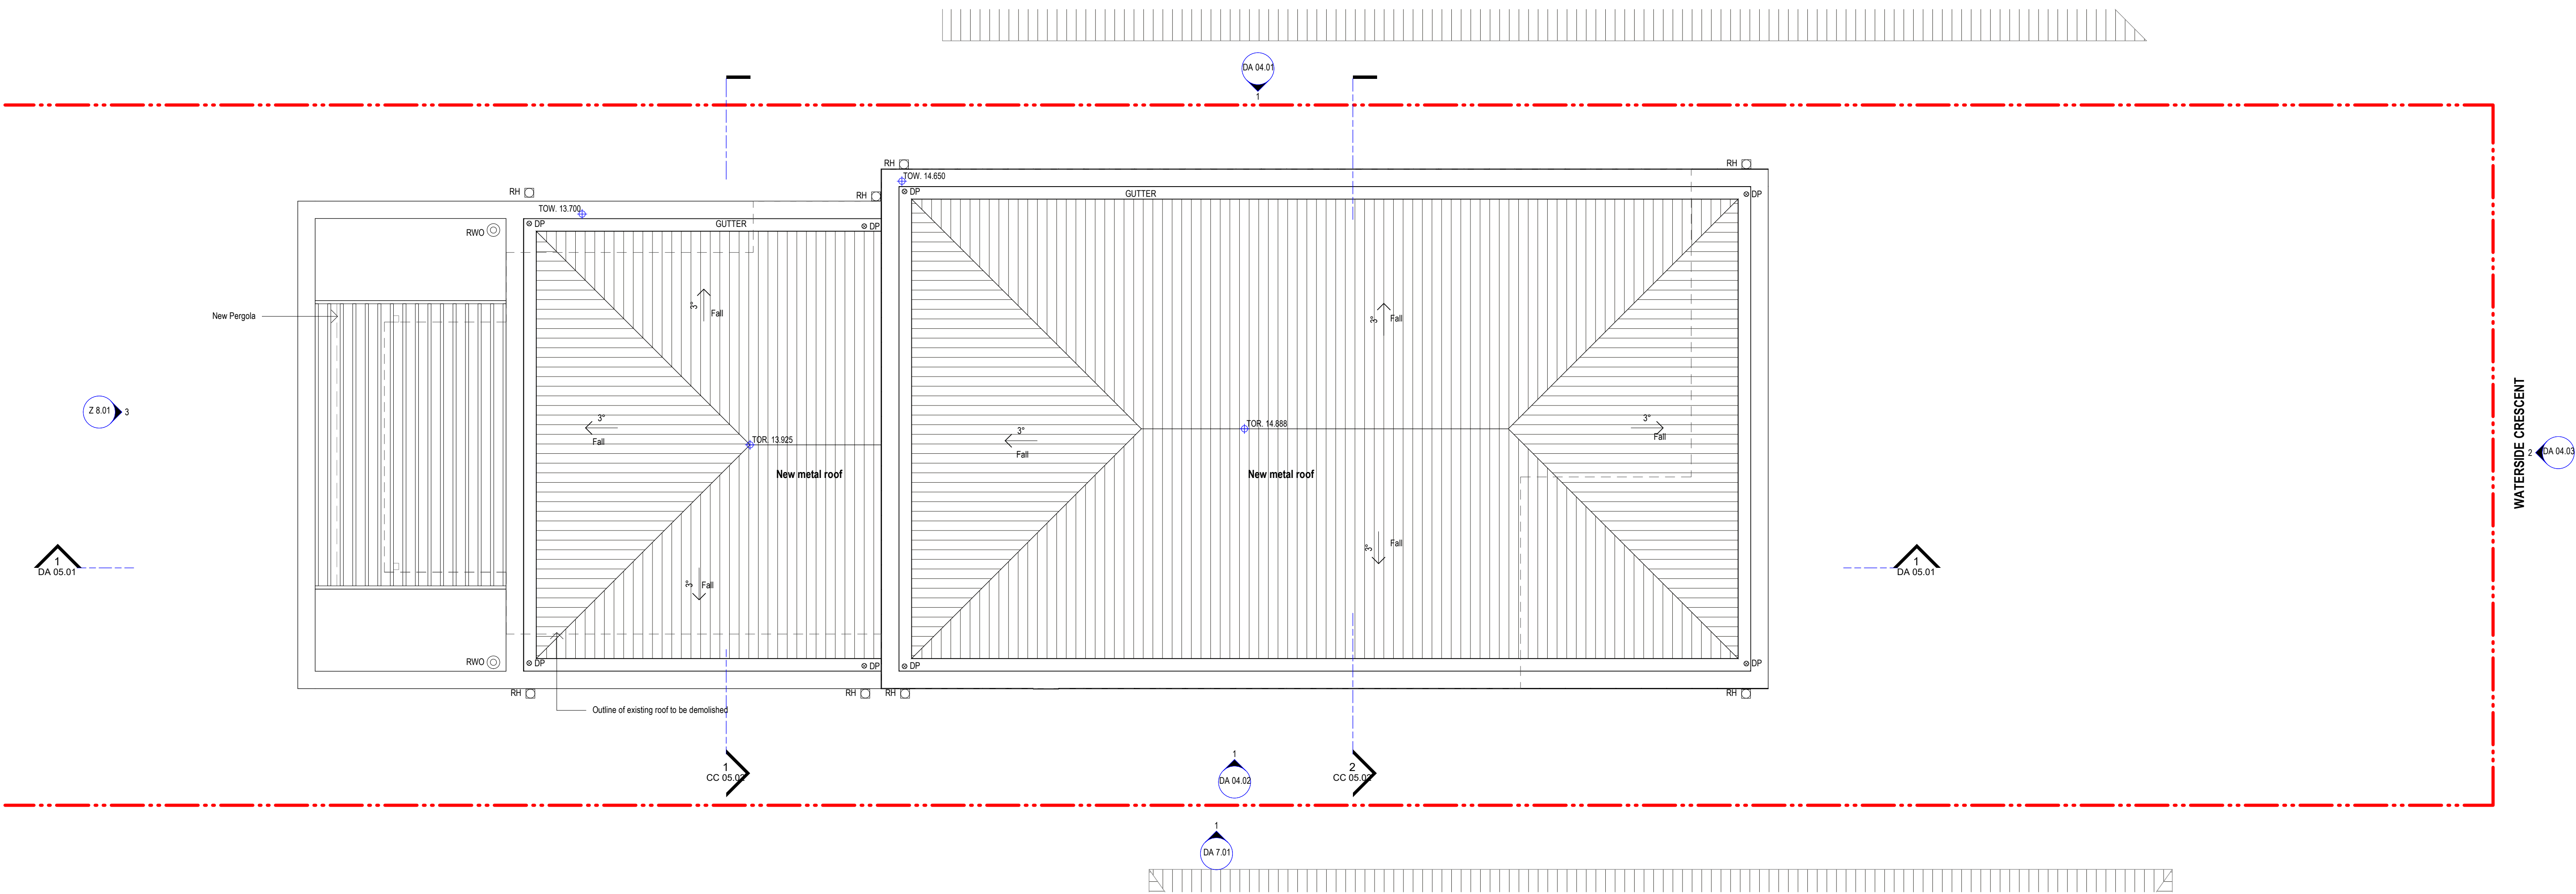 DA 04.01
1
RH
RH
TOW. 14.650
RH
RH
DP
GUTTER
DP
TOW. 13.700
DP
GUTTER
DP
RWO
3°
Fall
3°
Fall
New Pergola
Z 8.01
3
3°
Fall
TOR. 13.925
New metal roof
3°
Fall
TOR. 14.888
New metal roof
3°
Fall
WATERSIDE CRESCENT
2
DA 04.03
3°
Fall
3°
Fall
1
DA 05.01
1
DA 05.01
RWO
DP
DP
DP
DP
RH
RH
RH
RH
Outline of existing roof to be demolished
1
CC 05.02
1
DA 04.02
2
CC 05.02
1
DA 7.01